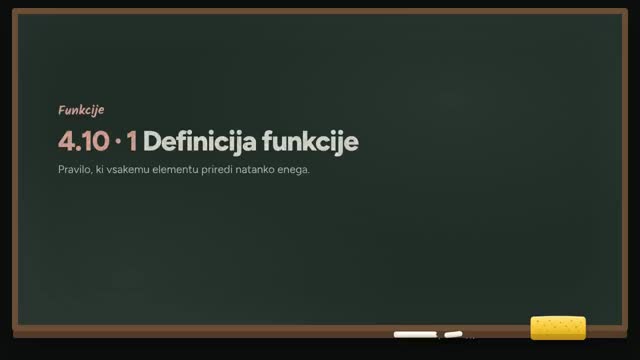 Funkcije
4.10 · 1 Definicija funkcije
Pravilo, ki vsakemu elementu priredi natanko enega.